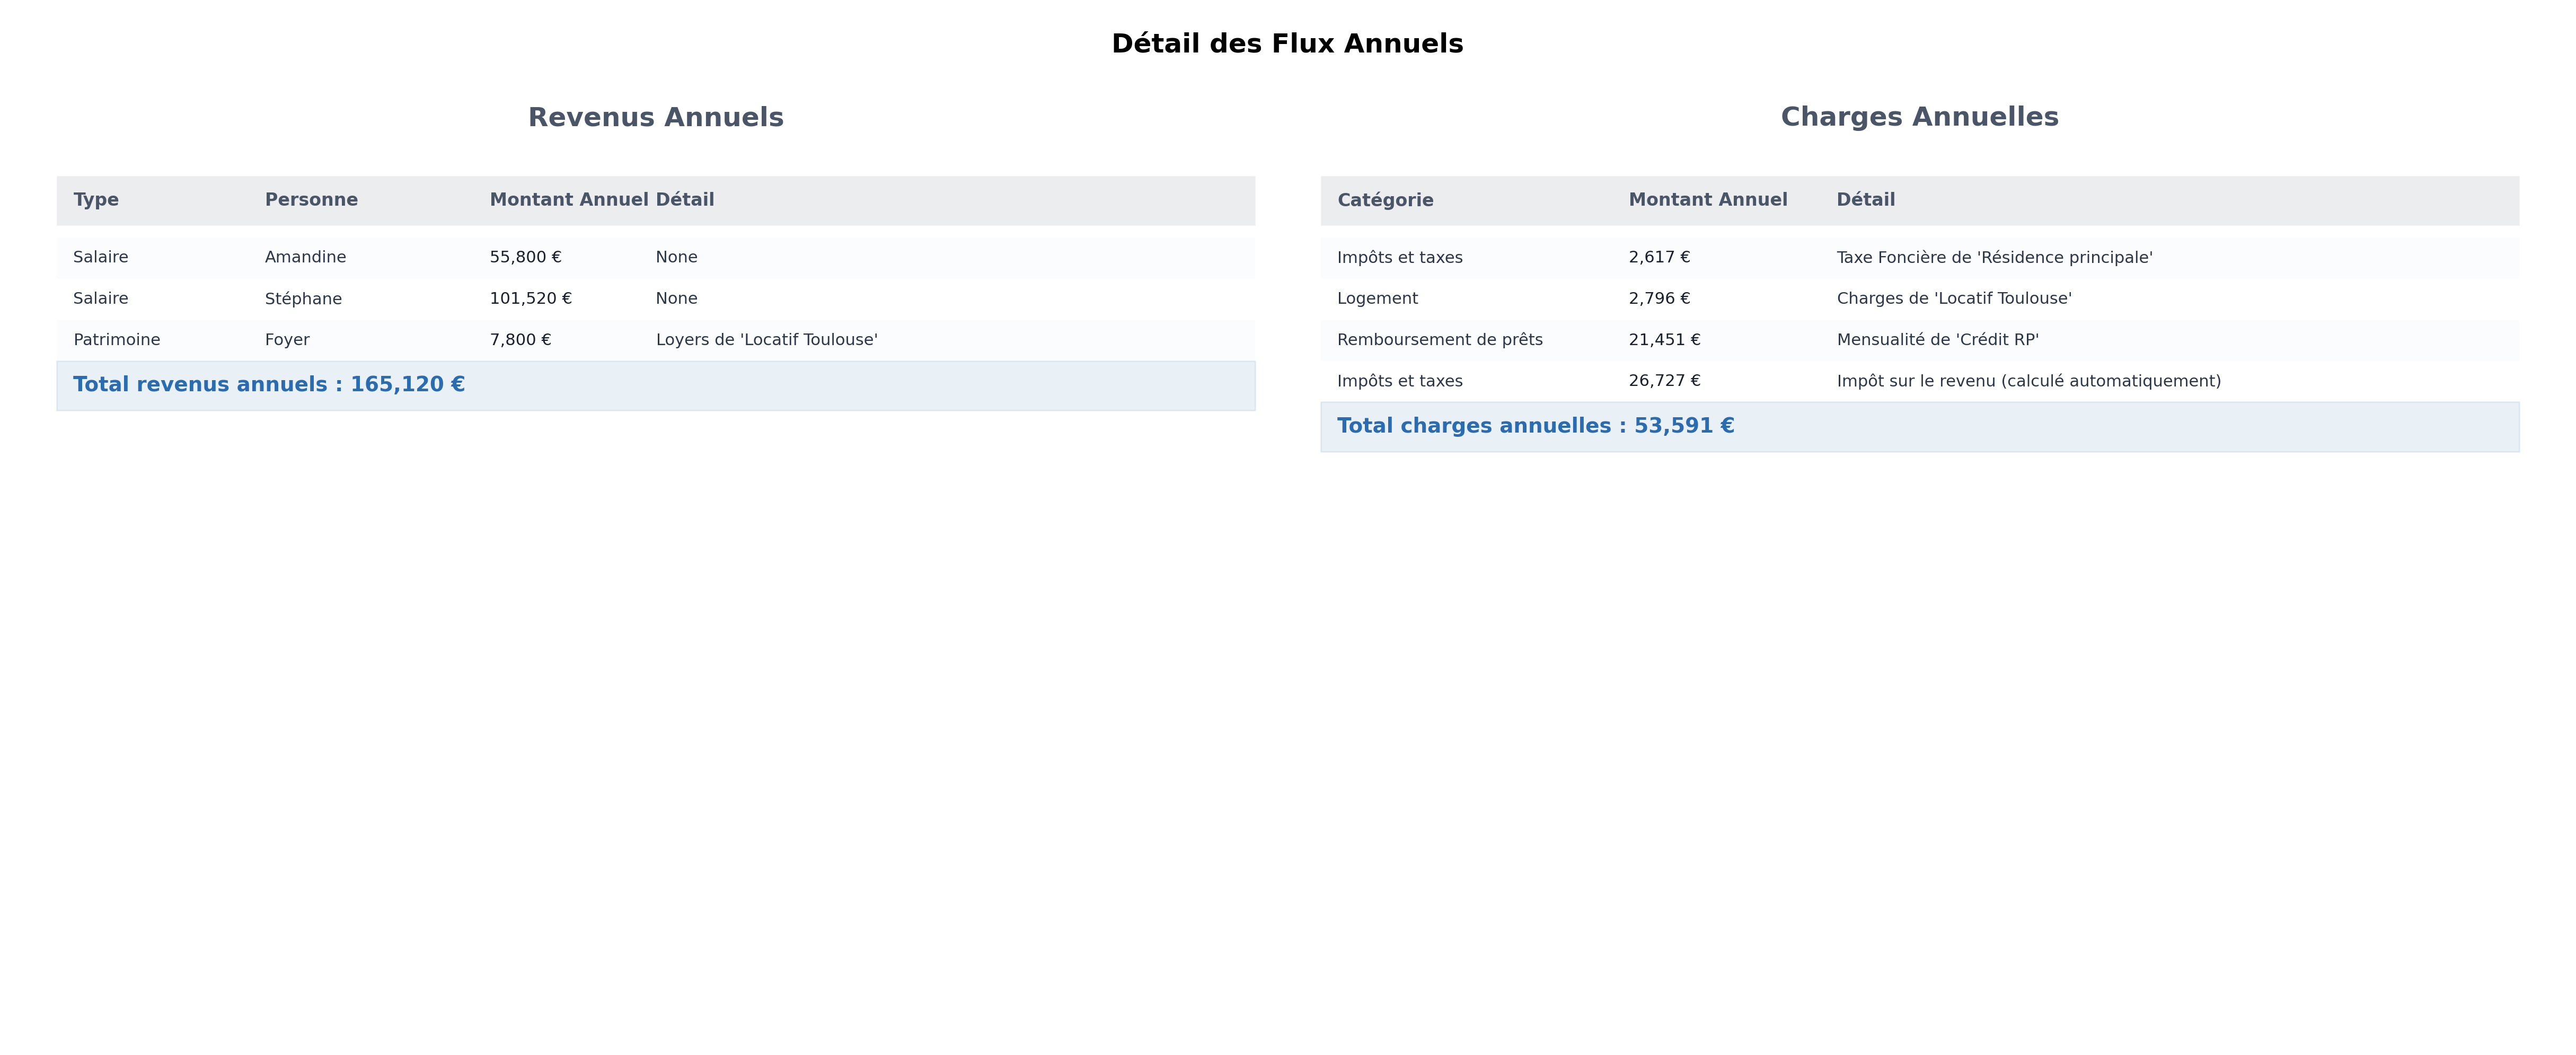 Détail des Flux Annuels
Revenus Annuels
Type Personne Montant Annuel Détail
Salaire Amandine 55,800 € None
Salaire Stéphane 101,520 € None
Patrimoine Foyer 7,800 € Loyers de 'Locatif Toulouse'
Total revenus annuels : 165,120 €
Charges Annuelles
Catégorie Montant Annuel Détail
Impôts et taxes 2,617 € Taxe Foncière de 'Résidence principale'
Logement 2,796 € Charges de 'Locatif Toulouse'
Remboursement de prêts 21,451 € Mensualité de 'Crédit RP'
Impôts et taxes 26,727 € Impôt sur le revenu (calculé automatiquement)
Total charges annuelles : 53,591 €